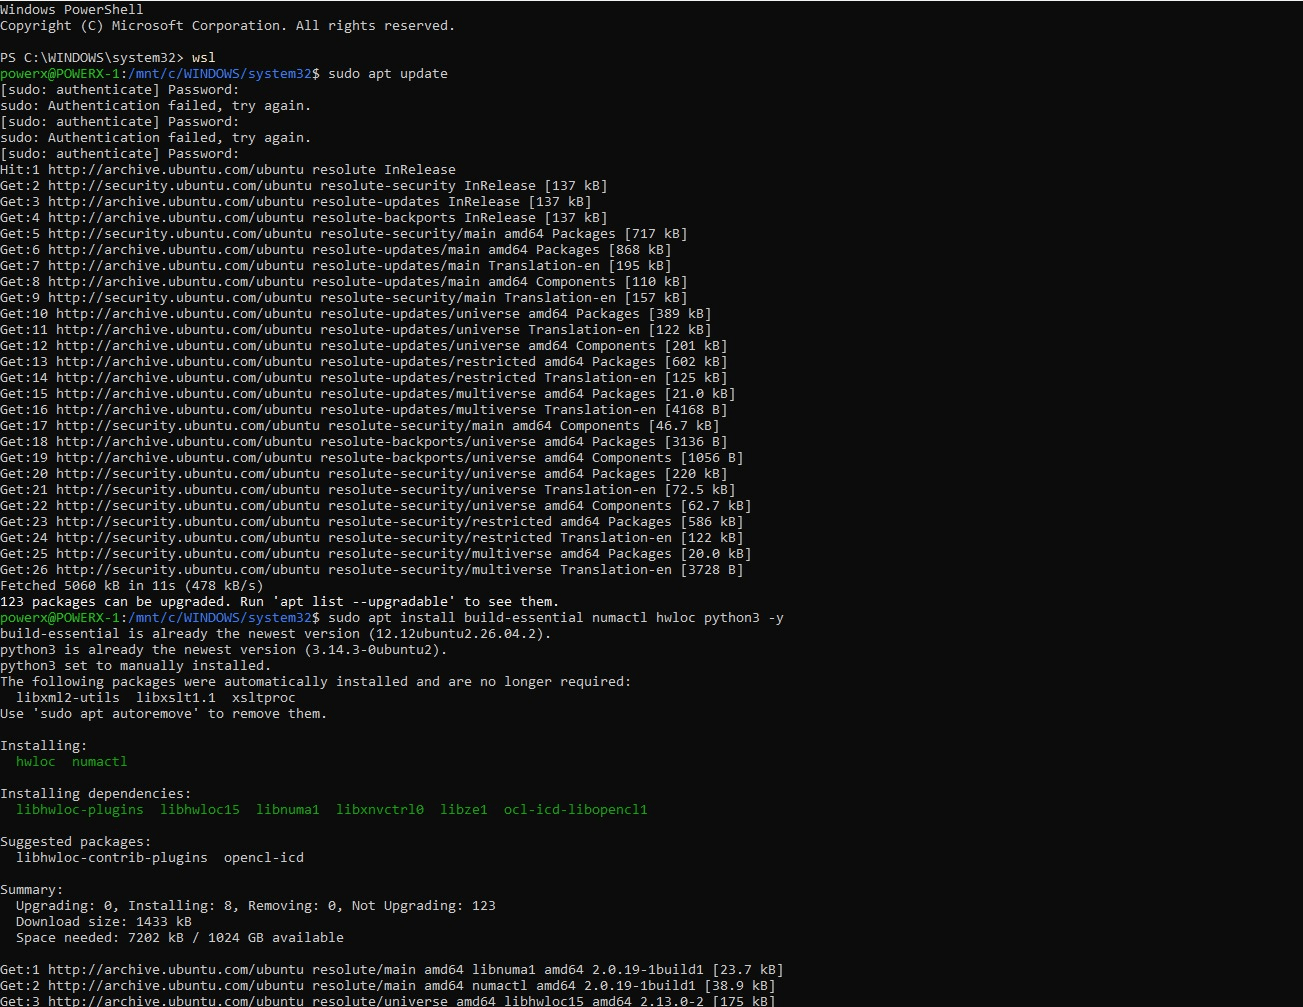 Windows PowerShell
Copyright (C) Microsoft Corporation. All rights reserved.
PS C:\WINDOWS\system32> wsl
powerx@POWERX-1:/mnt/c/WINDOWS/system32$ sudo apt update
[sudo: authenticate] Password:
sudo: Authentication failed, try again.
[sudo: authenticate] Password:
sudo: Authentication failed, try again.
[sudo: authenticate] Password:
Hit:1 http://archive.ubuntu.com/ubuntu resolute InRelease
Get:2 http://security.ubuntu.com/ubuntu resolute-security InRelease [137 kB]
Get:3 http://archive.ubuntu.com/ubuntu resolute-updates InRelease [137 kB]
Get:4 http://archive.ubuntu.com/ubuntu resolute-backports InRelease [137 kB]
Get:5 http://security.ubuntu.com/ubuntu resolute-security/main amd64 Packages [717 kB]
Get:6 http://archive.ubuntu.com/ubuntu resolute-updates/main amd64 Packages [868 kB]
Get:7 http://archive.ubuntu.com/ubuntu resolute-updates/main Translation-en [195 kB]
Get:8 http://archive.ubuntu.com/ubuntu resolute-updates/main amd64 Components [110 kB]
Get:9 http://security.ubuntu.com/ubuntu resolute-security/main Translation-en [157 kB]
Get:10 http://archive.ubuntu.com/ubuntu resolute-updates/universe amd64 Packages [389 kB]
Get:11 http://archive.ubuntu.com/ubuntu resolute-updates/universe Translation-en [122 kB]
Get:12 http://archive.ubuntu.com/ubuntu resolute-updates/universe amd64 Components [201 kB]
Get:13 http://archive.ubuntu.com/ubuntu resolute-updates/restricted amd64 Packages [602 kB]
Get:14 http://archive.ubuntu.com/ubuntu resolute-updates/restricted Translation-en [125 kB]
Get:15 http://archive.ubuntu.com/ubuntu resolute-updates/multiverse amd64 Packages [21.0 kB]
Get:16 http://archive.ubuntu.com/ubuntu resolute-updates/multiverse Translation-en [4168 B]
Get:17 http://security.ubuntu.com/ubuntu resolute-security/main amd64 Components [46.7 kB]
Get:18 http://archive.ubuntu.com/ubuntu resolute-backports/universe amd64 Packages [3136 B]
Get:19 http://archive.ubuntu.com/ubuntu resolute-backports/universe amd64 Components [1056 B]
Get:20 http://security.ubuntu.com/ubuntu resolute-security/universe amd64 Packages [220 kB]
Get:21 http://security.ubuntu.com/ubuntu resolute-security/universe Translation-en [72.5 kB]
Get:22 http://security.ubuntu.com/ubuntu resolute-security/universe amd64 Components [62.7 kB]
Get:23 http://security.ubuntu.com/ubuntu resolute-security/restricted amd64 Packages [586 kB]
Get:24 http://security.ubuntu.com/ubuntu resolute-security/restricted Translation-en [122 kB]
Get:25 http://security.ubuntu.com/ubuntu resolute-security/multiverse amd64 Packages [20.0 kB]
Get:26 http://security.ubuntu.com/ubuntu resolute-security/multiverse Translation-en [3728 B]
Fetched 5060 kB in 11s (478 kB/s)
123 packages can be upgraded. Run 'apt list --upgradable' to see them.
powerx@POWERX-1:/mnt/c/WINDOWS/system32$ sudo apt install build-essential numactl hwloc python3 -y
build-essential is already the newest version (12.12ubuntu2.26.04.2).
python3 is already the newest version (3.14.3-0ubuntu2).
python3 set to manually installed.
The following packages were automatically installed and are no longer required:
libxml2-utils libxslt1.1 xsltproc
Use 'sudo apt autoremove' to remove them.
Installing:
hwloc numactl
Installing dependencies:
libhwloc-plugins libhwloc15 libnuma1 libxnvctrl0 libze1 ocl-icd-libopencl1
Suggested packages:
libhwloc-contrib-plugins opencl-icd
Summary:
Upgrading: 0, Installing: 8, Removing: 0, Not Upgrading: 123
Download size: 1433 kB
Space needed: 7202 kB / 1024 GB available
Get:1 http://archive.ubuntu.com/ubuntu resolute/main amd64 libnuma1 amd64 2.0.19-1build1 [23.7 kB]
Get:2 http://archive.ubuntu.com/ubuntu resolute/main amd64 numactl amd64 2.0.19-1build1 [38.9 kB]
Get:3 http://archive.ubuntu.com/ubuntu resolute/universe amd64 libhwloc15 amd64 2.13.0-2 [175 kB]